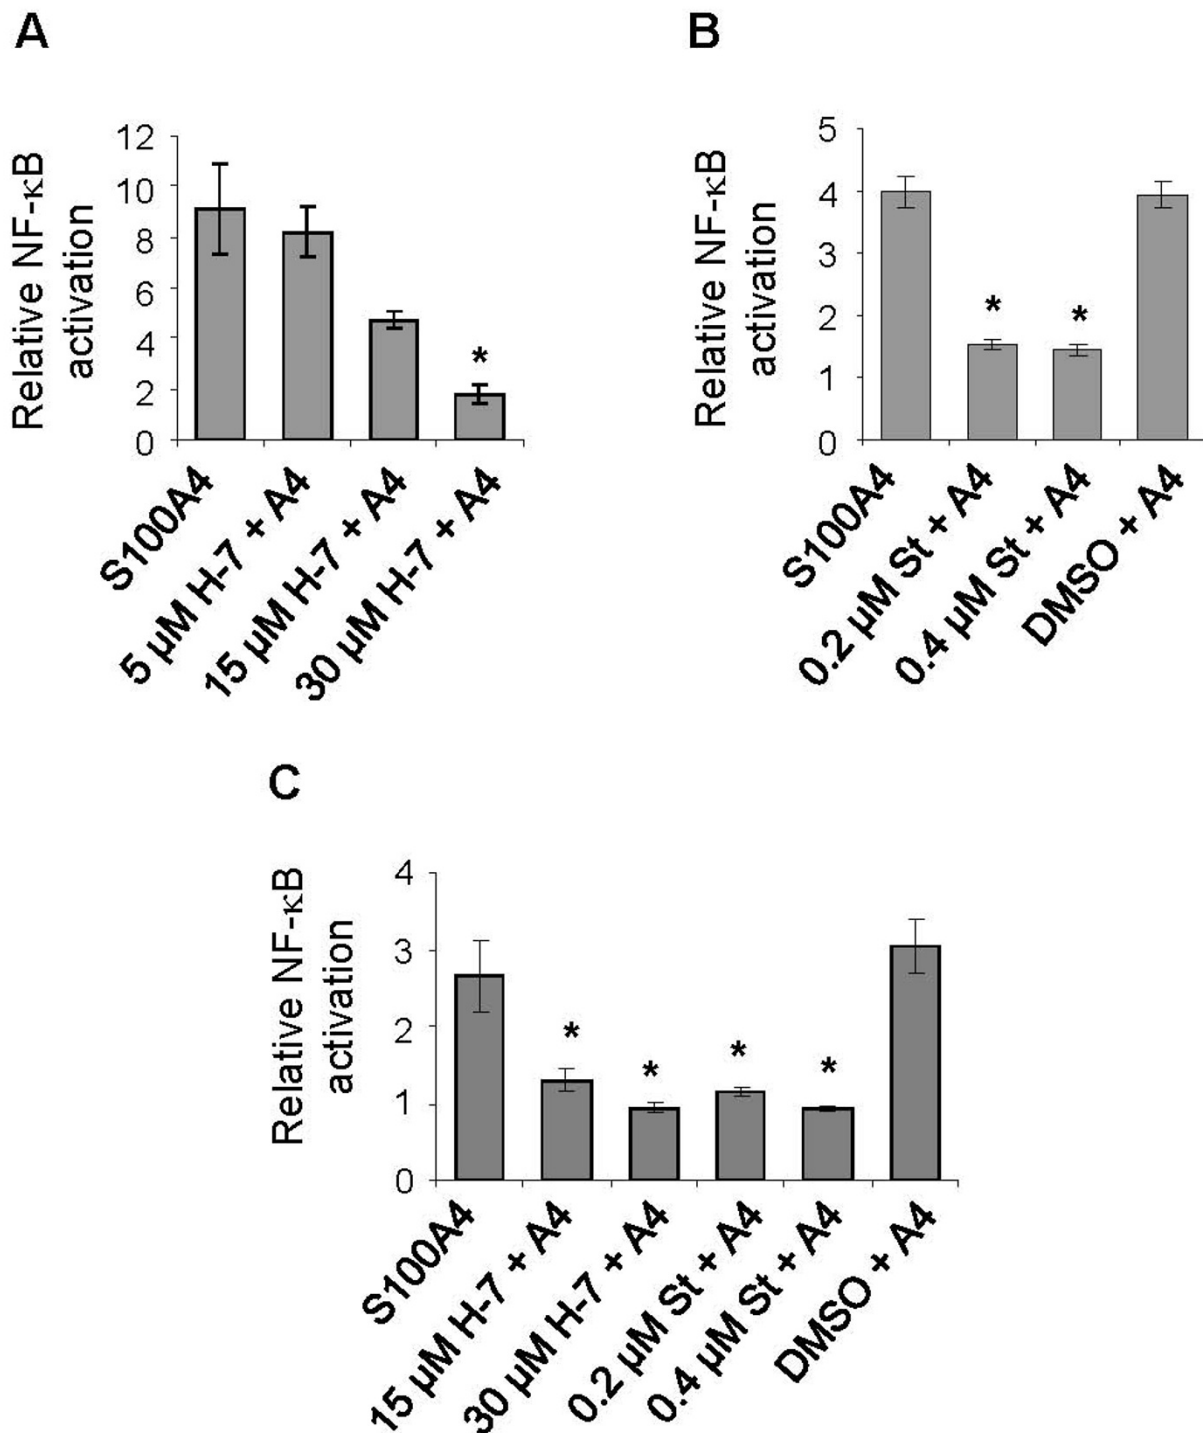 A
Relative NF-κB
activation
12
10
8
6
4
2
0
*
S100A4
5 µM H-7 + A4
15 µM H-7 + A4
30 µM H-7 + A4
B
Relative NF-κB
activation
5
4
3
2
1
0
*
*
S100A4
0.2 µM St + A4
0.4 µM St + A4
DMSO + A4
C
Relative NF-κB
activation
4
3
2
1
0
*
*
*
*
S100A4
15 µM H-7 + A4
30 µM H-7 + A4
0.2 µM St + A4
0.4 µM St + A4
DMSO + A4